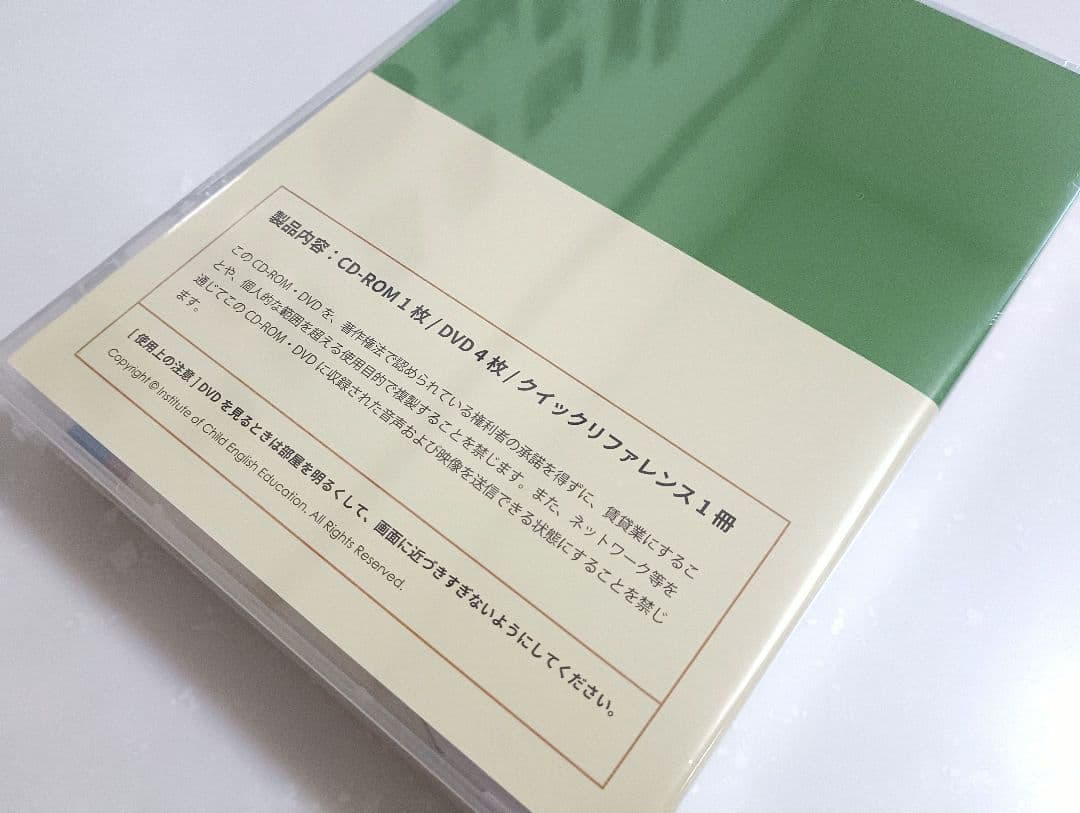 製品内容：CD-ROM 1 枚 / DVD 4 枚 / クイックリファレンス 1 冊
この CD-ROM・DVD を、著作権法で認められている権利者の承諾を得ずに、賃貸業にするこ
とや、個人的な範囲を超える使用目的で複製することを禁じます。また、ネットワーク等を
通じてこの CD-ROM・DVD に収録された音声および映像を送信できる状態にすることを禁じ
ます。
[ 使用上の注意 ] DVD を見るときは部屋を明るくして、画面に近づきすぎないようにしてください。
Copyright © Institute of Child English Education. All Rights Reserved.